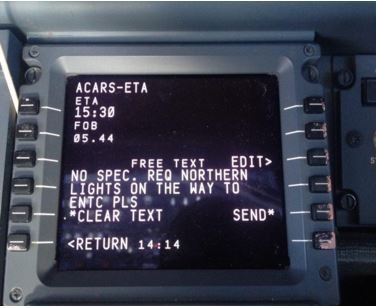 ACARS-ETA
ETA
15:30
FOB
05.44
FREE TEXT EDIT>
NO SPEC. REQ NORTHERN
LIGHTS ON THE WAY TO
ENTC PLS
*CLEAR TEXT SEND*
<RETURN 14:14